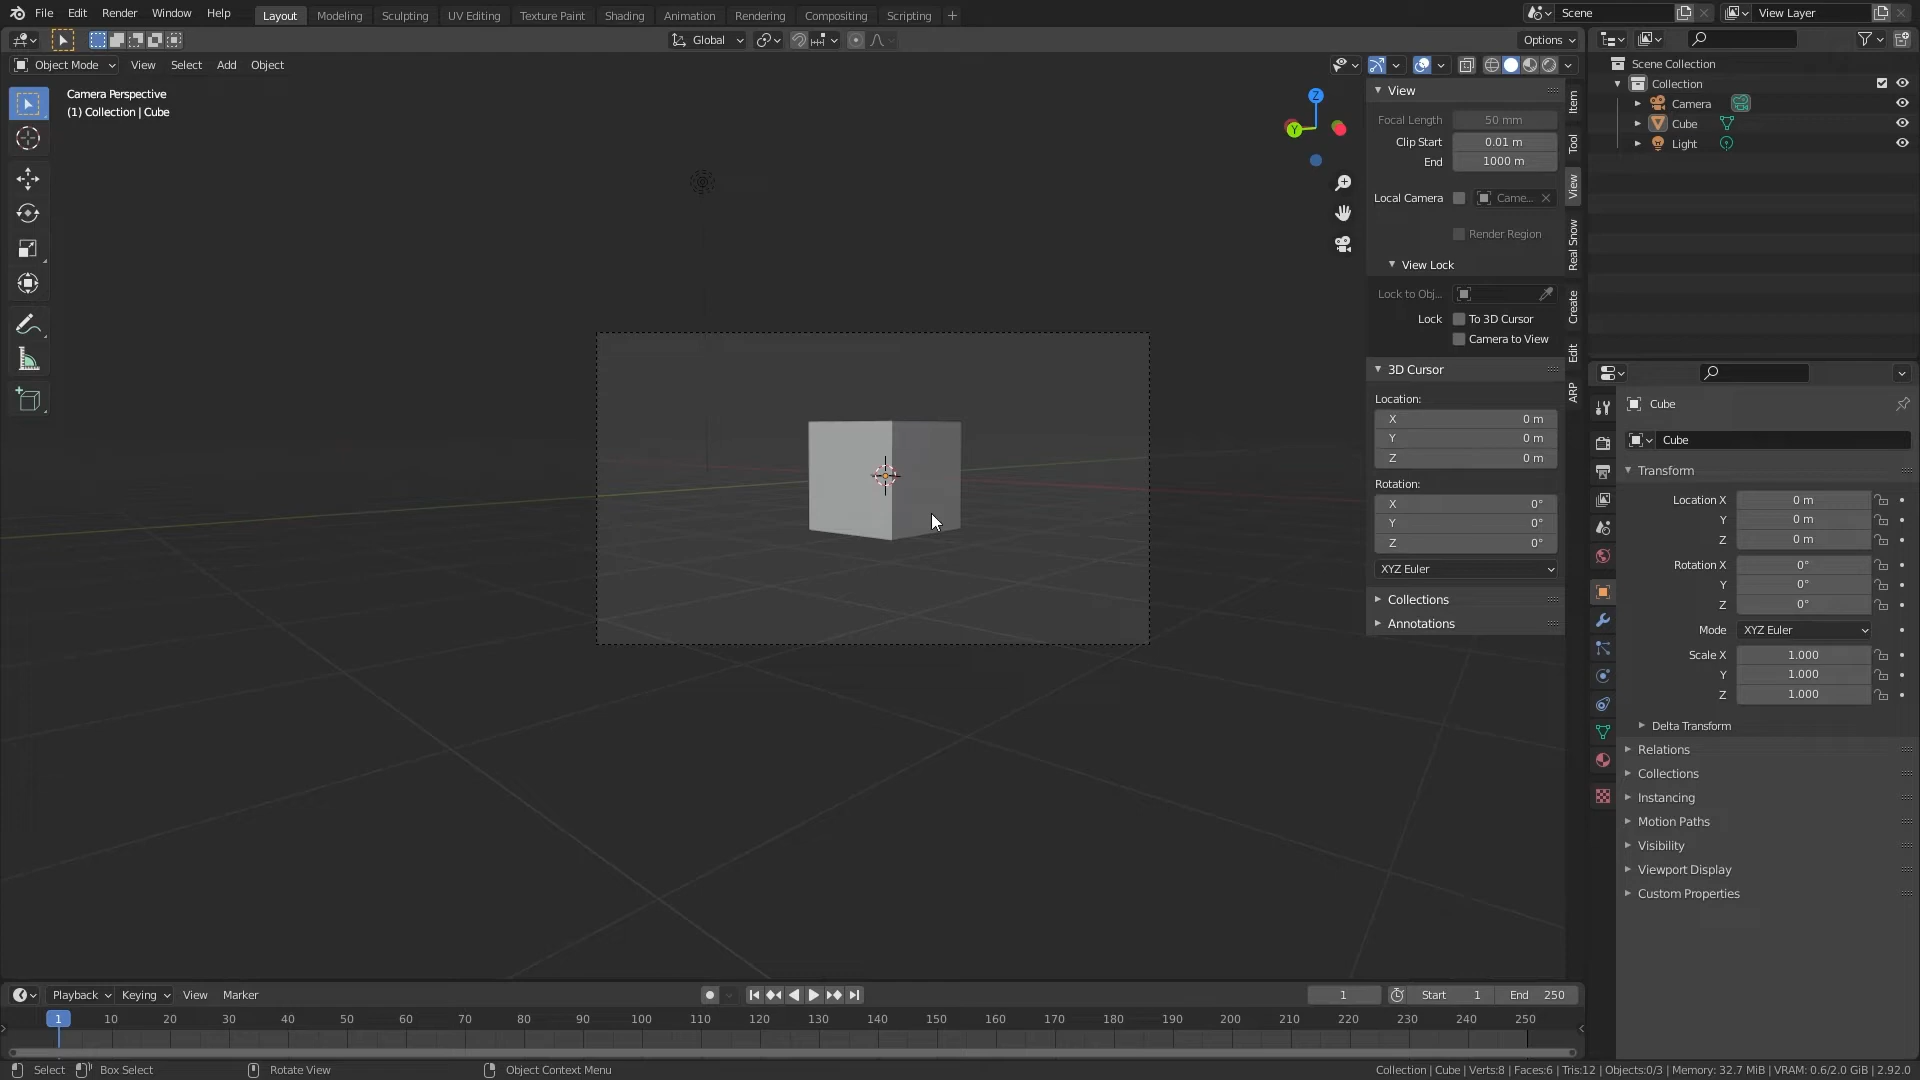 File Edit Render Window Help
Layout Modeling Sculpting UV Editing Texture Paint Shading Animation Rendering Compositing Scripting +
Scene
View Layer
Global
Options
Object Mode View Select Add Object
Camera Perspective
(1) Collection | Cube
Z
Y
View
Focal Length 50 mm
Clip Start 0.01 m
End 1000 m
Local Camera Came...
Render Region
View Lock
Lock to Obj...
Lock To 3D Cursor
Camera to View
3D Cursor
Location:
X 0 m
Y 0 m
Z 0 m
Rotation:
X 0°
Y 0°
Z 0°
XYZ Euler
Collections
Annotations
Item
Tool
View
Real Snow
Create
Edit
ARP
Scene Collection
Collection
Camera
Cube
Light
Cube
Cube
Transform
Location X 0 m
Y 0 m
Z 0 m
Rotation X 0°
Y 0°
Z 0°
Mode XYZ Euler
Scale X 1.000
Y 1.000
Z 1.000
Delta Transform
Relations
Collections
Instancing
Motion Paths
Visibility
Viewport Display
Custom Properties
Playback Keying View Marker
1 Start 1 End 250
1 10 20 30 40 50 60 70 80 90 100 110 120 130 140 150 160 170 180 190 200 210 220 230 240 250
Select Box Select Rotate View Object Context Menu
Collection | Cube | Verts:8 | Faces:6 | Tris:12 | Objects:0/3 | Memory: 32.7 MiB | VRAM: 0.6/2.0 GiB | 2.92.0